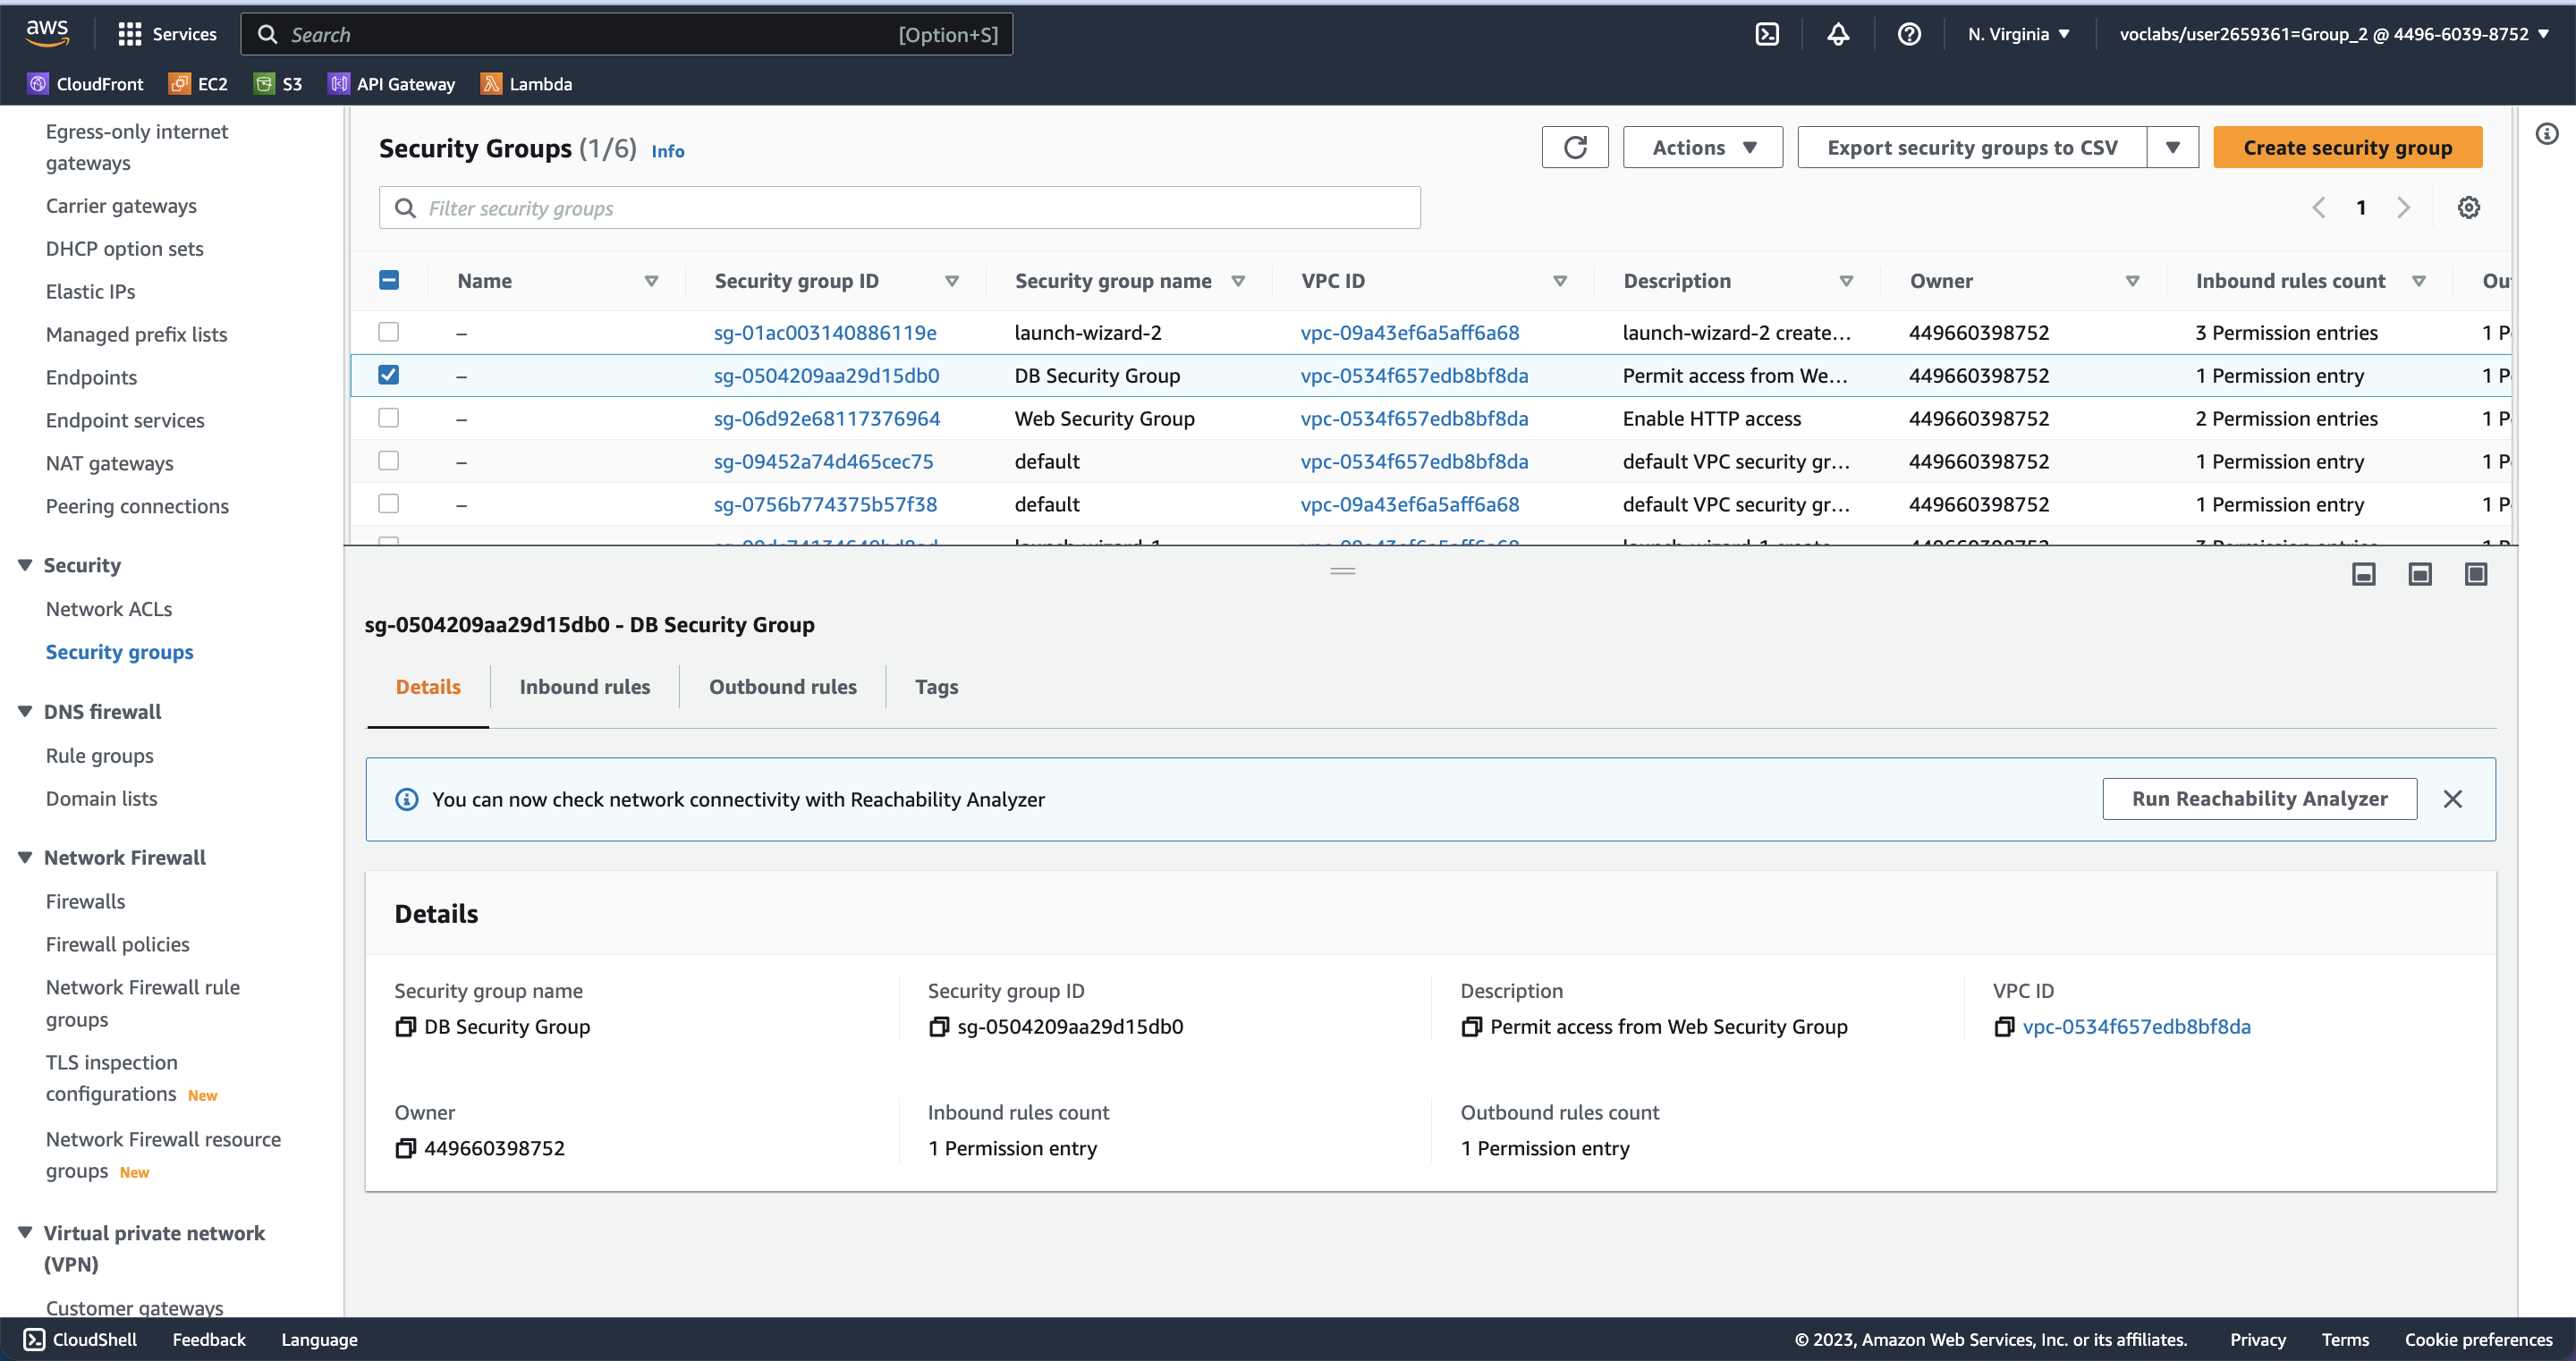 aws
Services
Search
[Option+S]
N. Virginia
voclabs/user2659361=Group_2 @ 4496-6039-8752
CloudFront
EC2
S3
API Gateway
Lambda
Egress-only internet
gateways
Carrier gateways
DHCP option sets
Elastic IPs
Managed prefix lists
Endpoints
Endpoint services
NAT gateways
Peering connections
Security
Network ACLs
Security groups
DNS firewall
Rule groups
Domain lists
Network Firewall
Firewalls
Firewall policies
Network Firewall rule
groups
TLS inspection
configurations New
Network Firewall resource
groups New
Virtual private network
(VPN)
Customer gateways
Security Groups (1/6) Info
Actions
Export security groups to CSV
Create security group
Filter security groups
1
Name Security group ID Security group name VPC ID Description Owner Inbound rules count Ou
– sg-01ac003140886119e launch-wizard-2 vpc-09a43ef6a5aff6a68 launch-wizard-2 create... 449660398752 3 Permission entries 1 P
– sg-0504209aa29d15db0 DB Security Group vpc-0534f657edb8bf8da Permit access from We... 449660398752 1 Permission entry 1 P
– sg-06d92e68117376964 Web Security Group vpc-0534f657edb8bf8da Enable HTTP access 449660398752 2 Permission entries 1 P
– sg-09452a74d465cec75 default vpc-0534f657edb8bf8da default VPC security gr... 449660398752 1 Permission entry 1 P
– sg-0756b774375b57f38 default vpc-09a43ef6a5aff6a68 default VPC security gr... 449660398752 1 Permission entry 1 P
sg-0504209aa29d15db0 - DB Security Group
Details
Inbound rules
Outbound rules
Tags
You can now check network connectivity with Reachability Analyzer
Run Reachability Analyzer
Details
Security group name
DB Security Group
Security group ID
sg-0504209aa29d15db0
Description
Permit access from Web Security Group
VPC ID
vpc-0534f657edb8bf8da
Owner
449660398752
Inbound rules count
1 Permission entry
Outbound rules count
1 Permission entry
CloudShell
Feedback
Language
© 2023, Amazon Web Services, Inc. or its affiliates.
Privacy
Terms
Cookie preferences